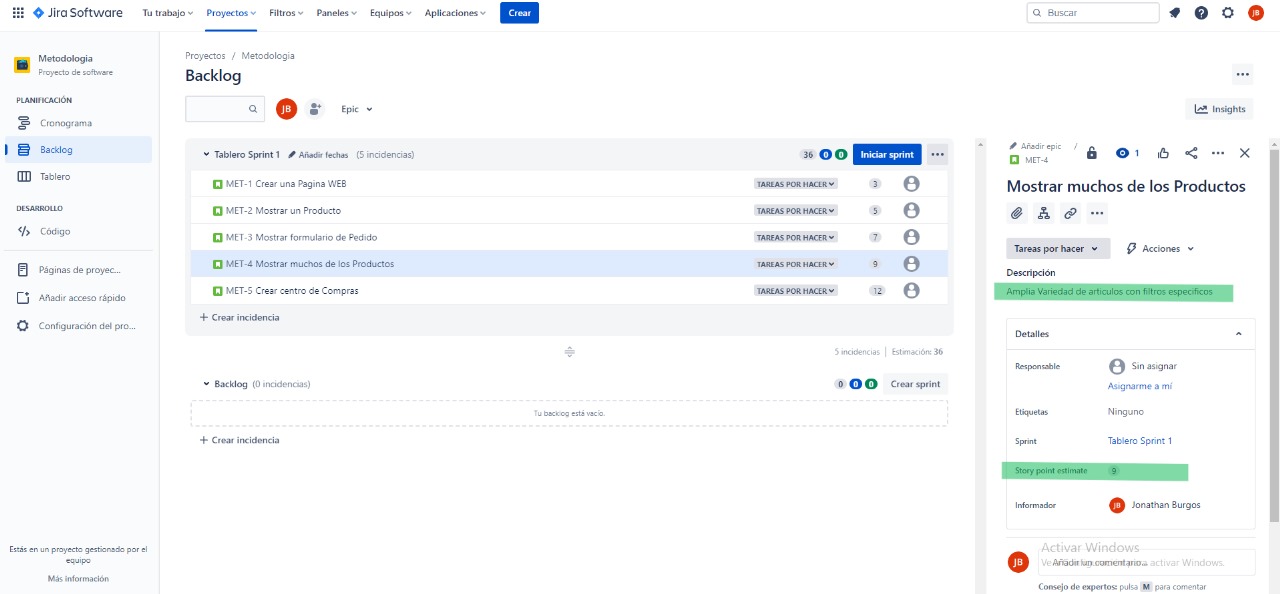 Jira Software
Tu trabajo
Proyectos
Filtros
Paneles
Equipos
Aplicaciones
Crear
Buscar
JB
Metodologia
Proyecto de software
PLANIFICACIÓN
Cronograma
Backlog
Tablero
DESARROLLO
Código
Páginas de proyec...
Añadir acceso rápido
Configuración del pro...
Estás en un proyecto gestionado por el
equipo
Más información
Proyectos / Metodologia
Backlog
JB
Epic
Insights
Tablero Sprint 1 Añadir fechas (5 incidencias) 36 0 0 Iniciar sprint
MET-1 Crear una Pagina WEB TAREAS POR HACER 3
MET-2 Mostrar un Producto TAREAS POR HACER 5
MET-3 Mostrar formulario de Pedido TAREAS POR HACER 7
MET-4 Mostrar muchos de los Productos TAREAS POR HACER 9
MET-5 Crear centro de Compras TAREAS POR HACER 12
+ Crear incidencia
5 incidencias | Estimación: 36
Backlog (0 incidencias) 0 0 0 Crear sprint
Tu backlog está vacío.
+ Crear incidencia
Añadir epic /
MET-4
1
Mostrar muchos de los Productos
Tareas por hacer
Acciones
Descripción
Amplia Variedad de articulos con filtros especificos
Detalles
Responsable Sin asignar
Asignarme a mí
Etiquetas Ninguno
Sprint Tablero Sprint 1
Story point estimate 9
Informador JB Jonathan Burgos
Activar Windows
JB Añadir un comentario... activar Windows.
Consejo de expertos: pulsa M para comentar